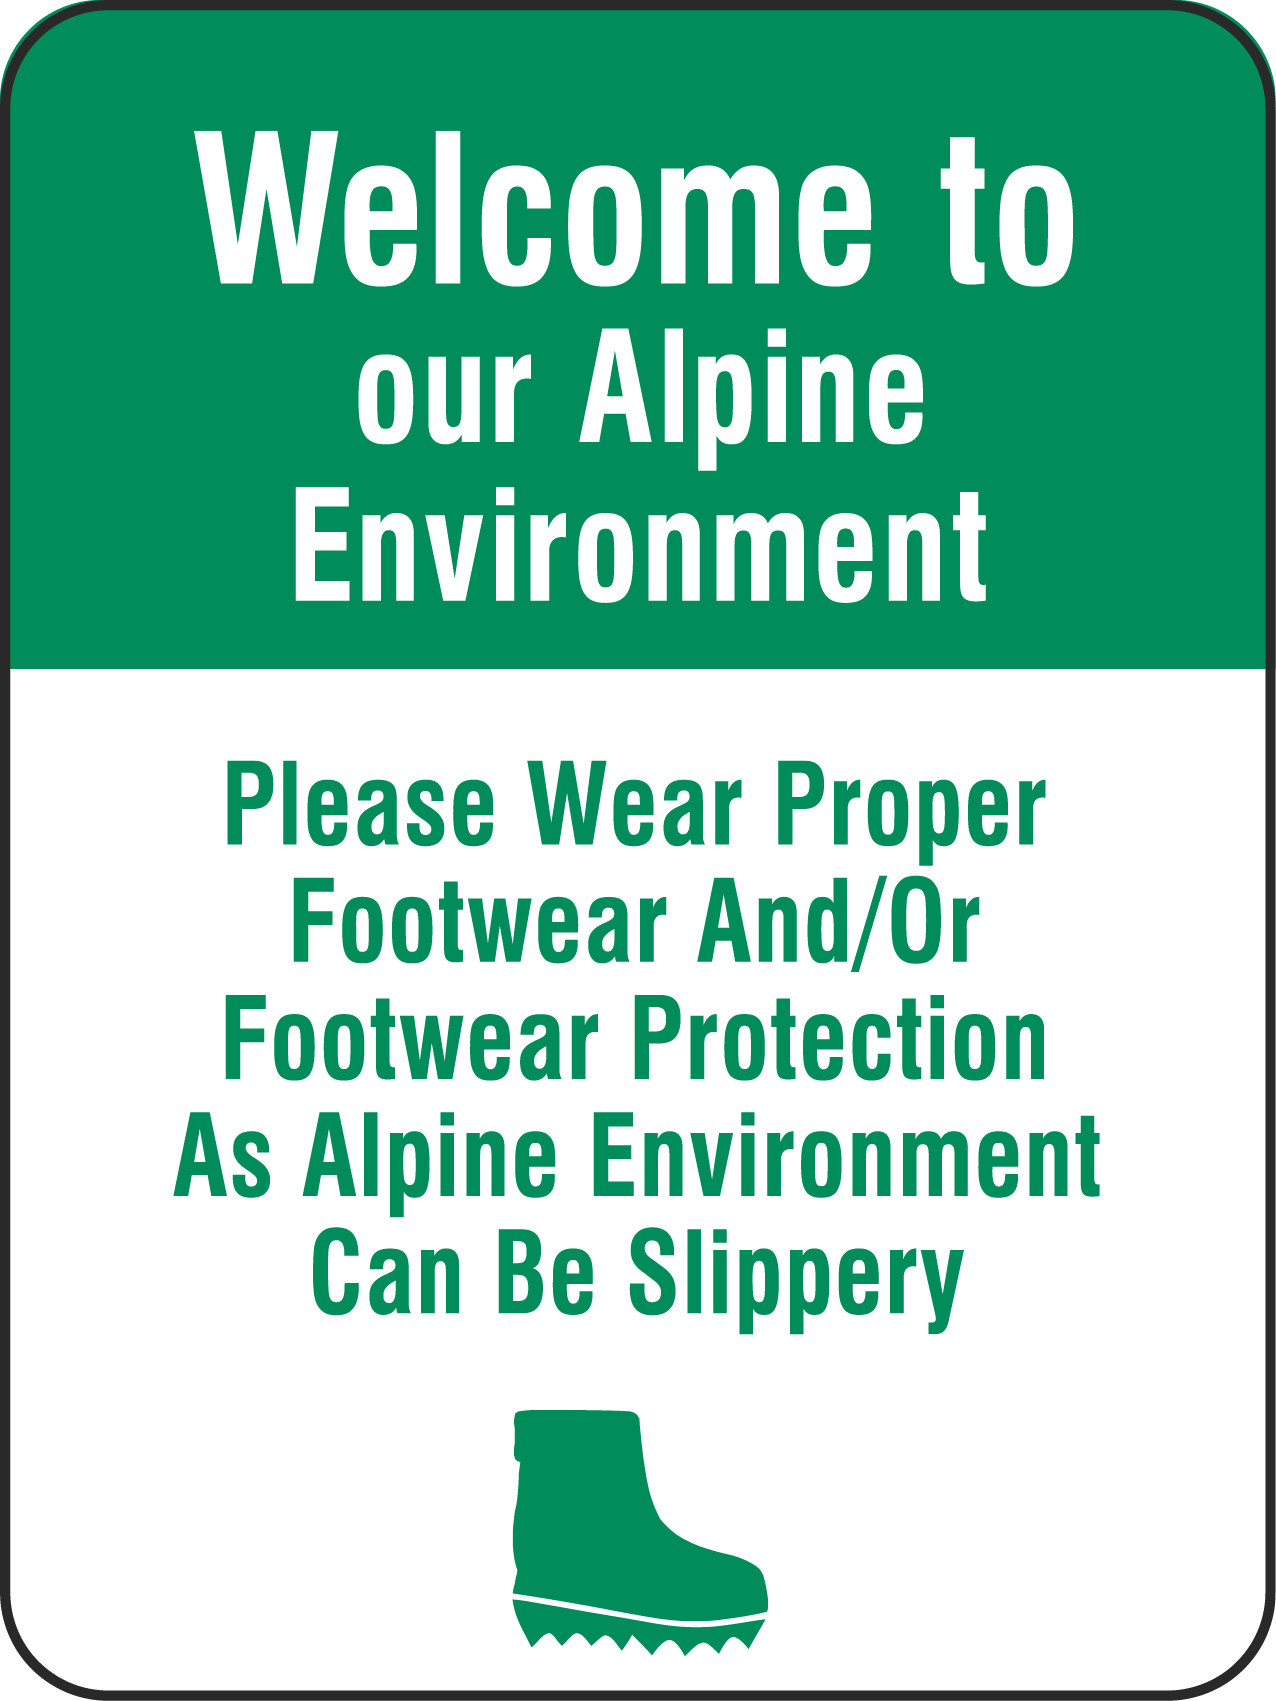 Welcome to
our Alpine
Environment
Please Wear Proper
Footwear And/Or
Footwear Protection
As Alpine Environment
Can Be Slippery